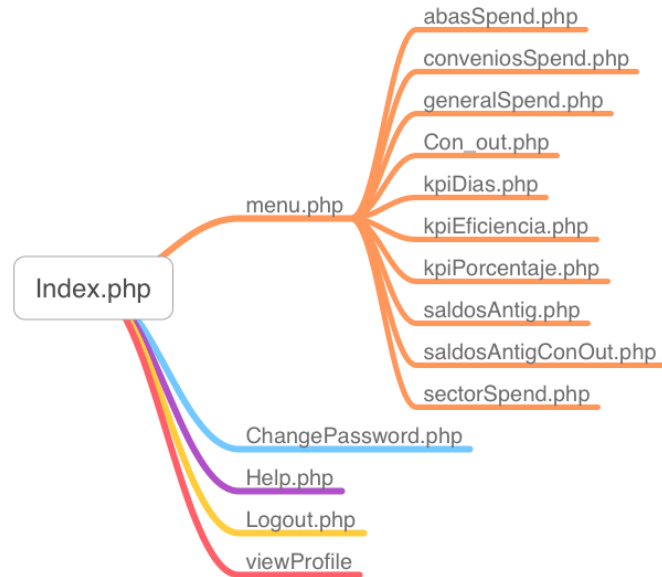 abasSpend.php
conveniosSpend.php
generalSpend.php
Con_out.php
menu.php
kpiDias.php
kpiEficiencia.php
kpiPorcentaje.php
Index.php
saldosAntig.php
saldosAntigConOut.php
sectorSpend.php
ChangePassword.php
Help.php
Logout.php
viewProfile